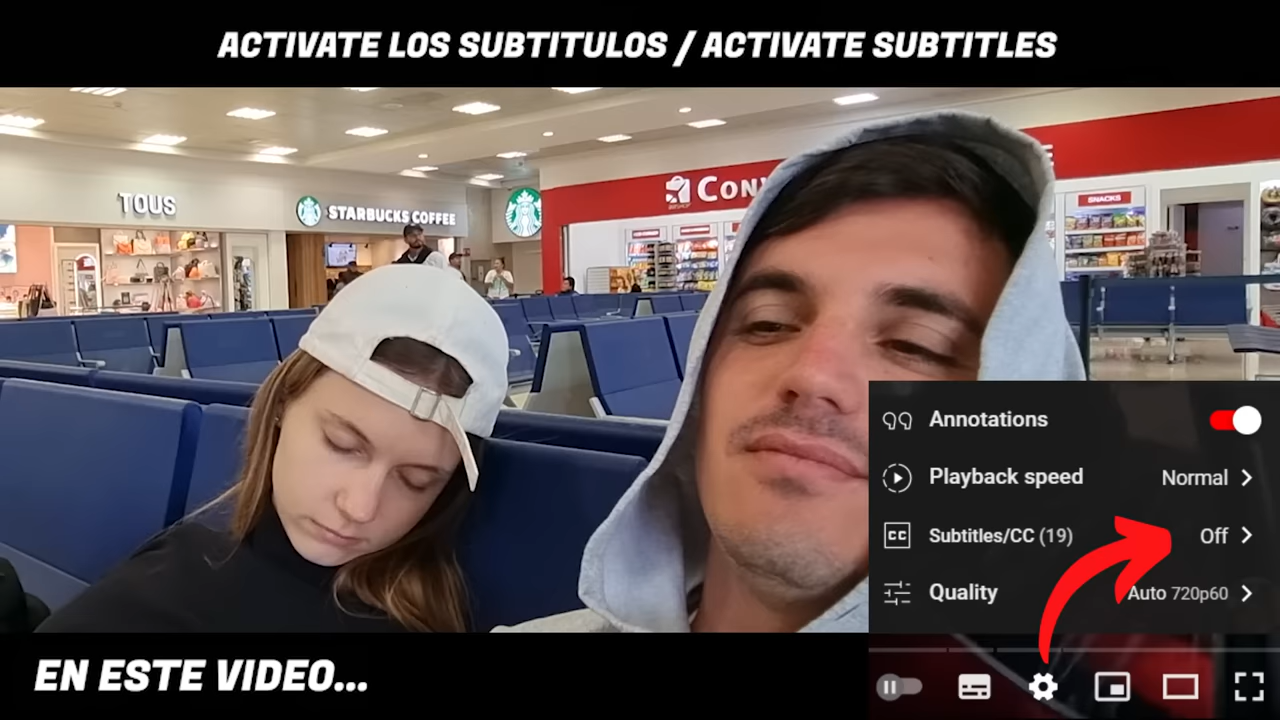 ACTIVATE LOS SUBTITULOS / ACTIVATE SUBTITLES
TOUS
STARBUCKS COFFEE
SNACKS
Annotations
Playback speed Normal
Subtitles/CC (19) Off
Quality Auto 720p60
EN ESTE VIDEO...